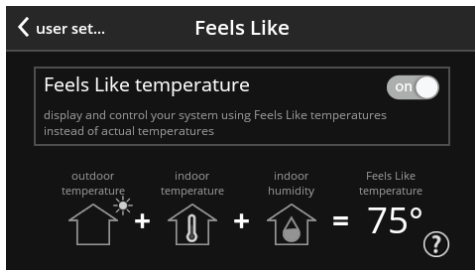 user set...
Feels Like
Feels Like temperature
on
display and control your system using Feels Like temperatures
instead of actual temperatures
outdoor
temperature
indoor
temperature
indoor
humidity
Feels Like
temperature
+ + = 75°
?